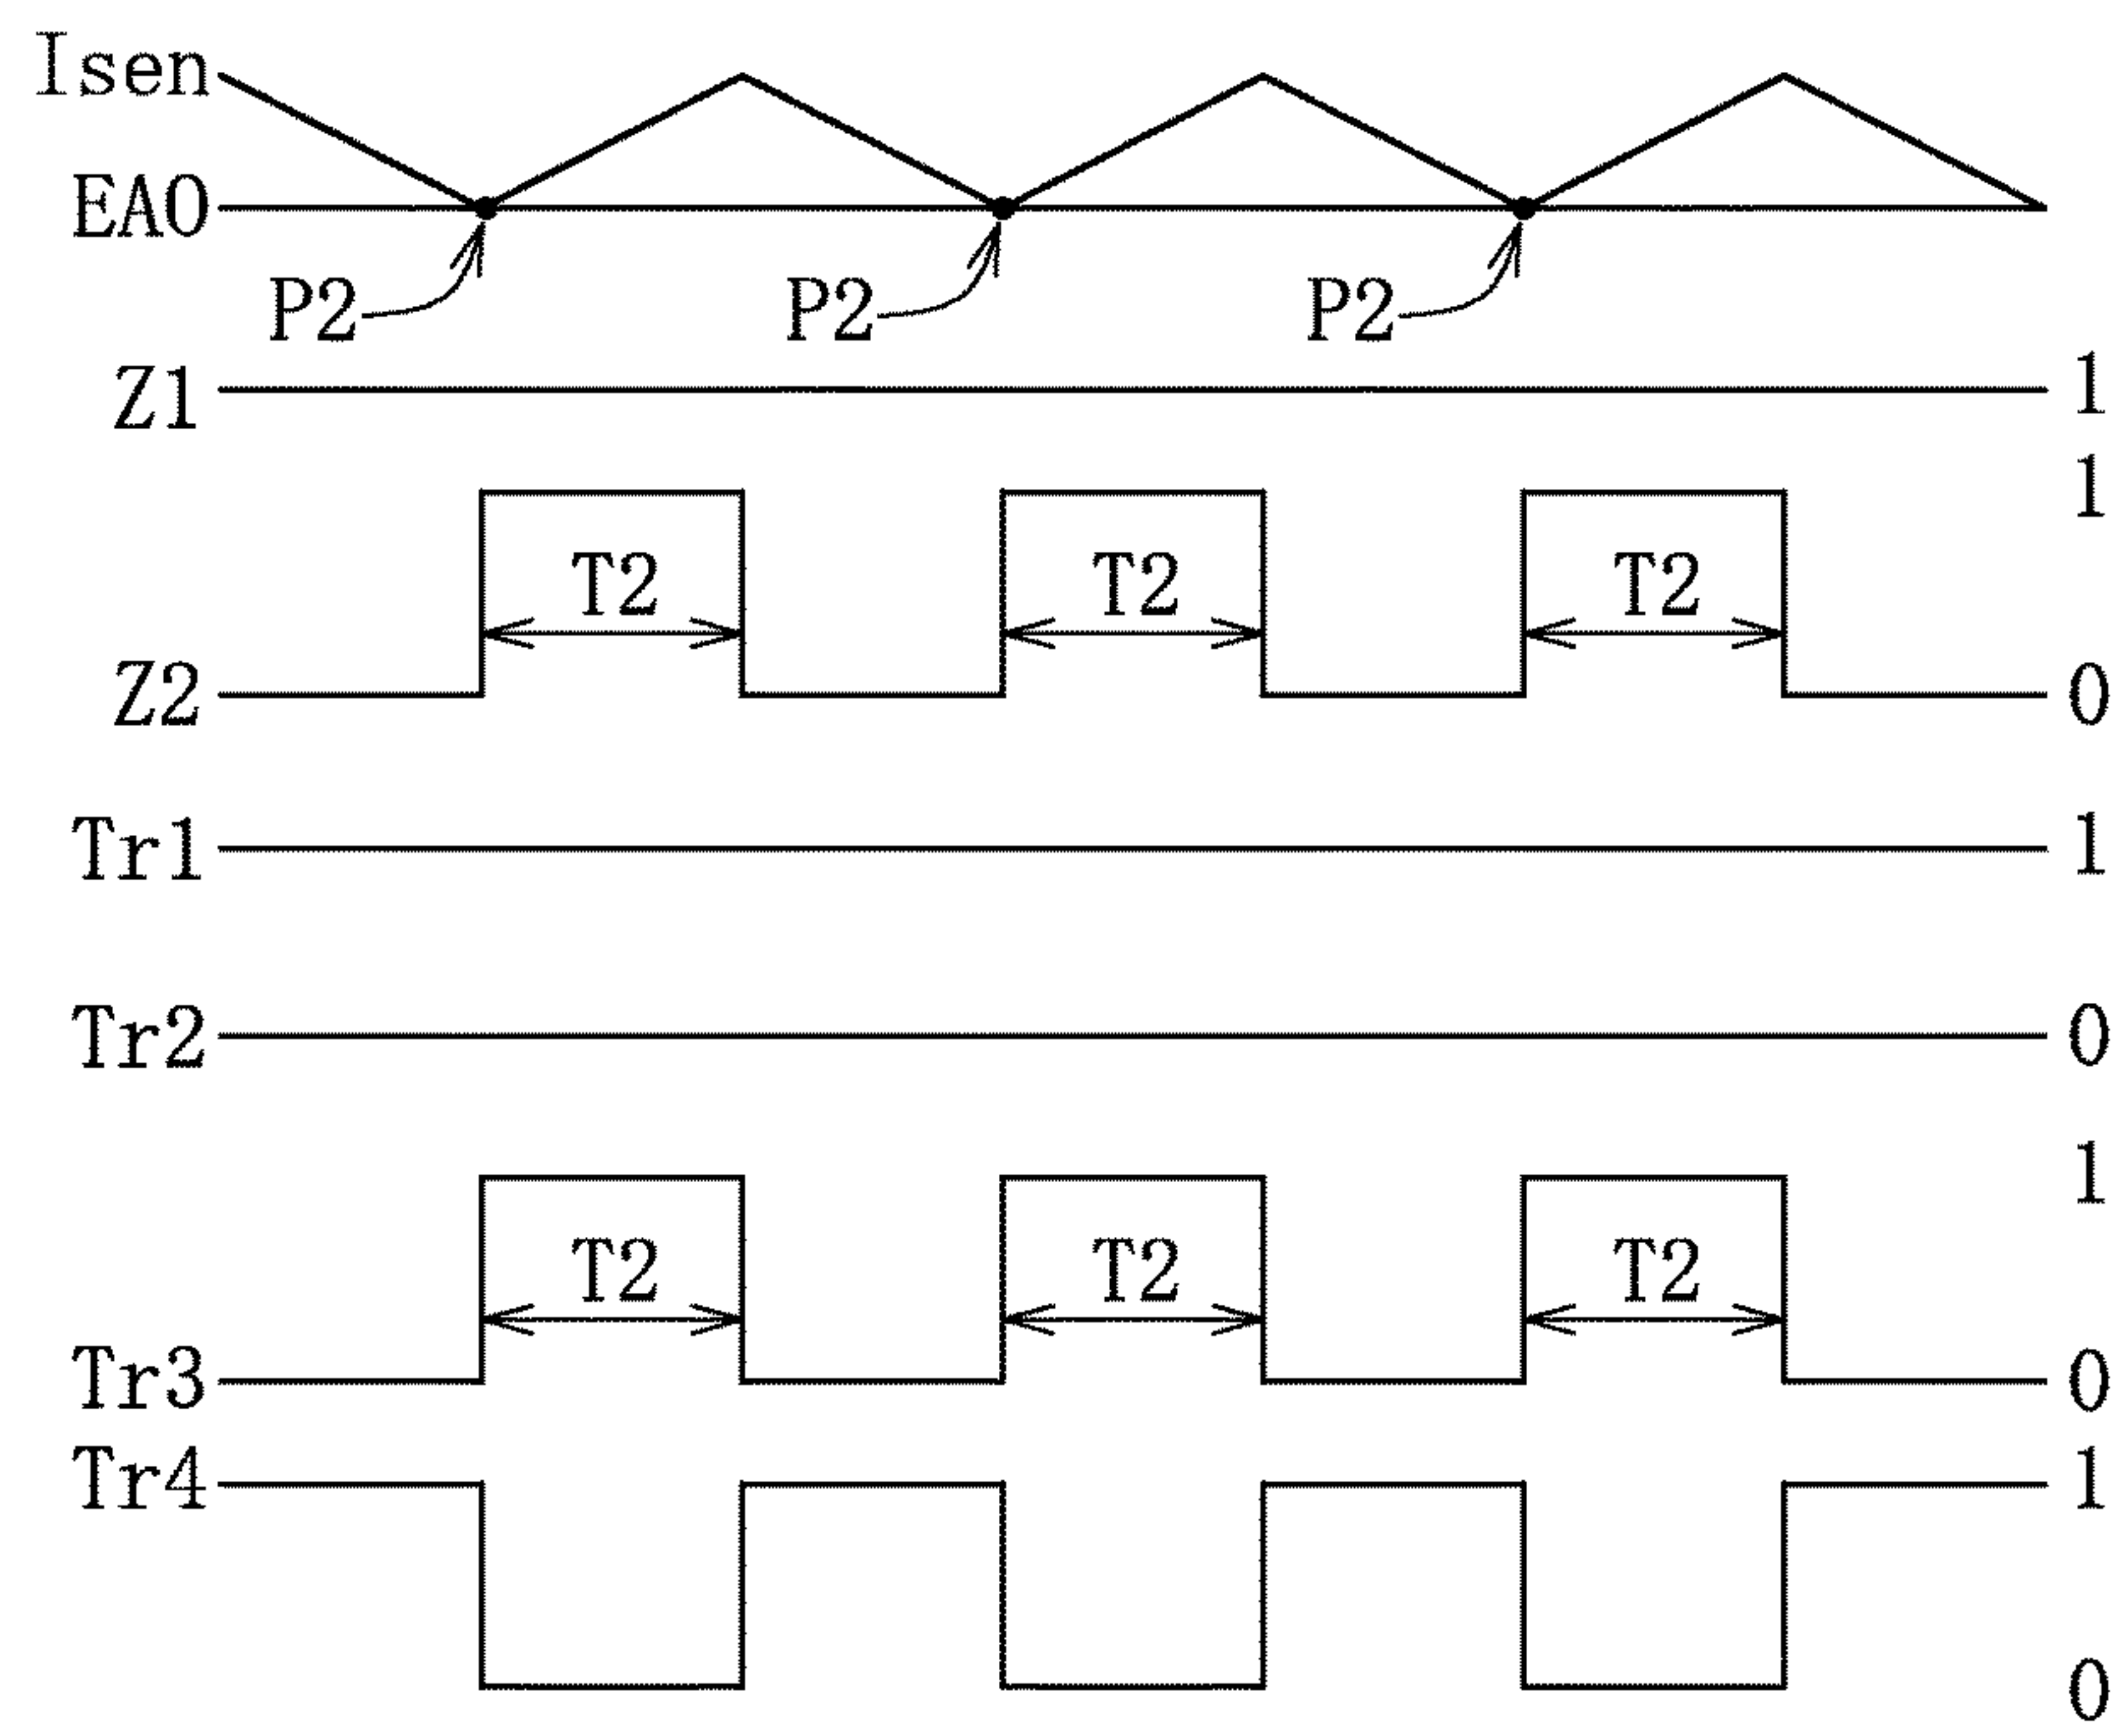 Isen
EAO
P2 P2 P2
Z1 1
1
T2 T2 T2
Z2 0
Tr1 1
Tr2 0
1
T2 T2 T2
Tr3 0
Tr4 1
0